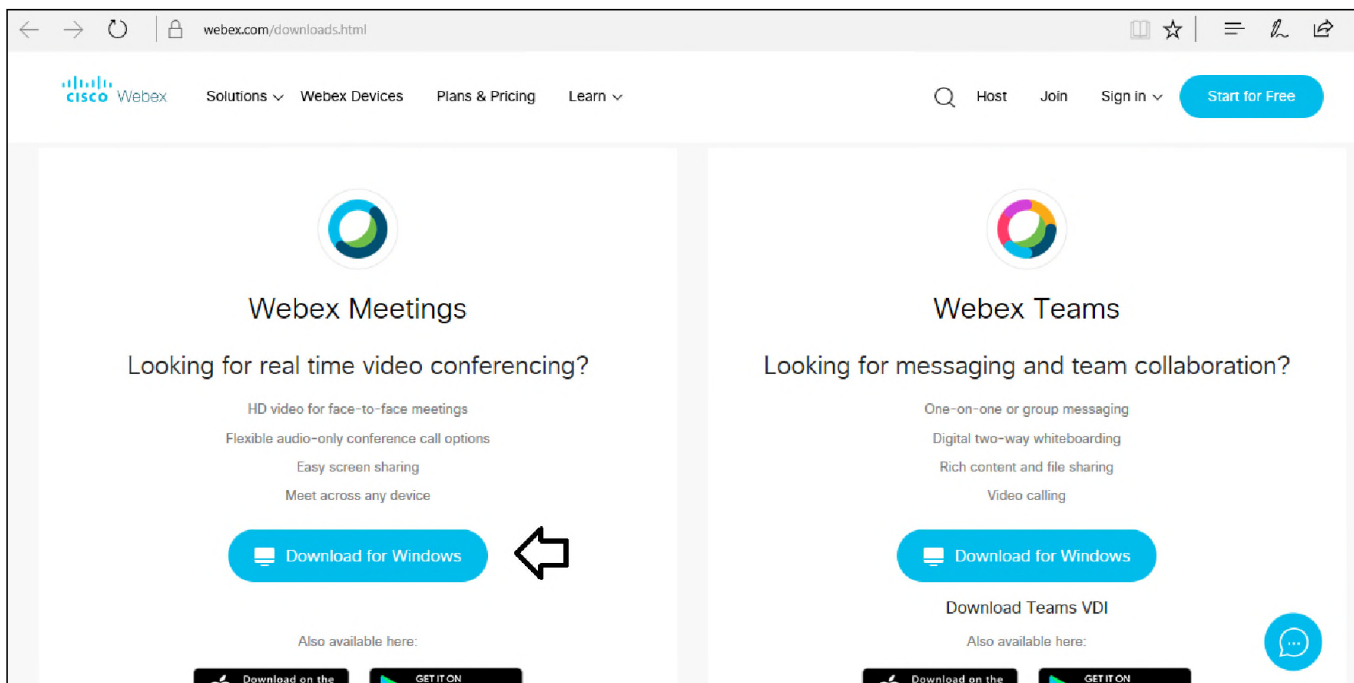 webex.com/downloads.html
CISCO Webex
Solutions
Webex Devices
Plans & Pricing
Learn
Host
Join
Sign in
Start for Free
Webex Meetings
Looking for real time video conferencing?
HD video for face-to-face meetings
Flexible audio-only conference call options
Easy screen sharing
Meet across any device
Download for Windows
Also available here:
Download on the
GET IT ON
Webex Teams
Looking for messaging and team collaboration?
One-on-one or group messaging
Digital two-way whiteboarding
Rich content and file sharing
Video calling
Download for Windows
Download Teams VDI
Also available here:
Download on the
GET IT ON